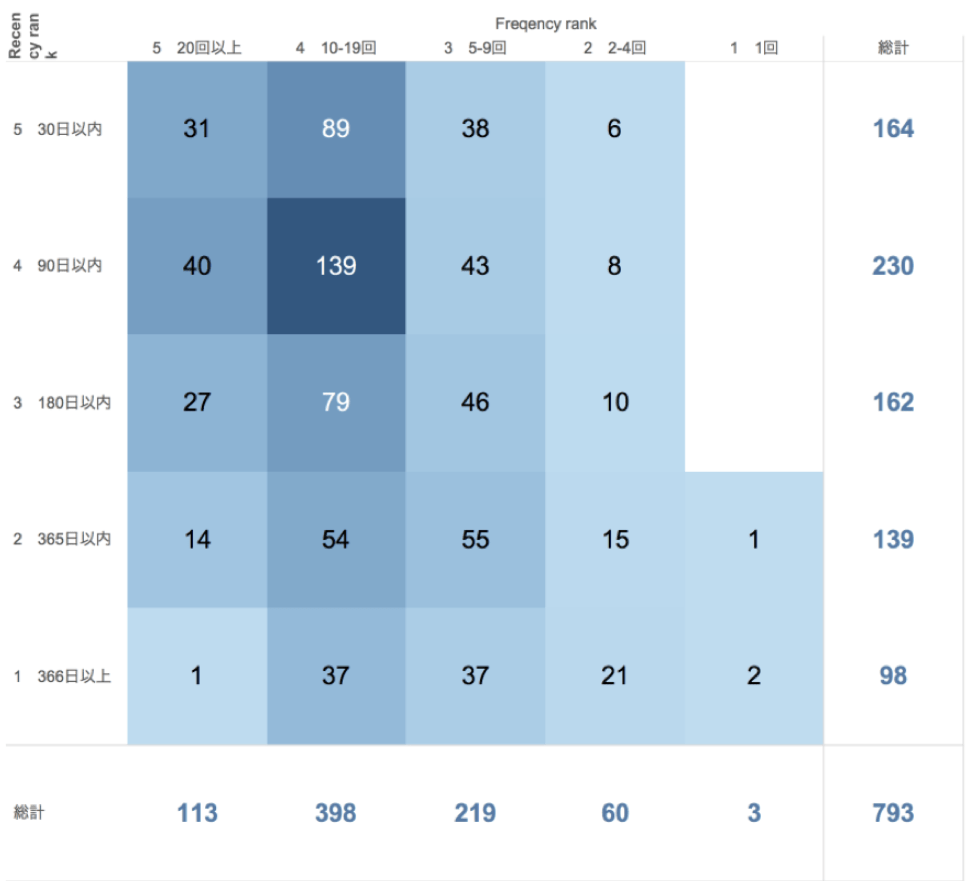 Freqency rank
Recen
cy ran
k
5 20回以上 4 10-19回 3 5-9回 2 2-4回 1 1回 総計
5 30日以内 31 89 38 6 164
4 90日以内 40 139 43 8 230
3 180日以内 27 79 46 10 162
2 365日以内 14 54 55 15 1 139
1 366日以上 1 37 37 21 2 98
総計 113 398 219 60 3 793